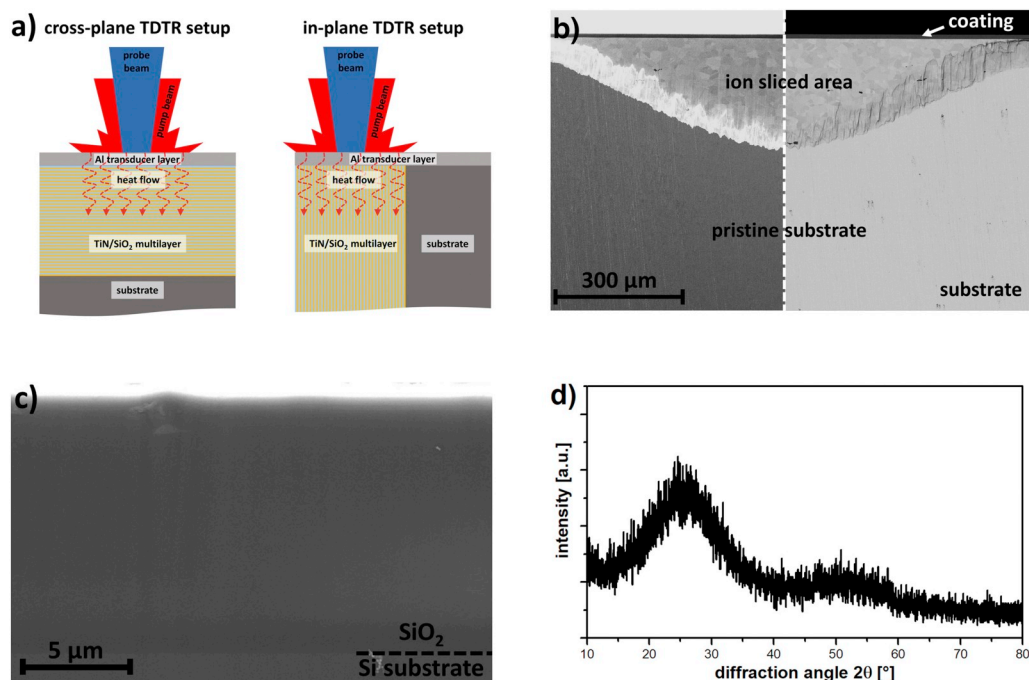 a)
cross-plane TDTR setup
in-plane TDTR setup
probe
beam
pump beam
Al transducer layer
heat flow
TiN/SiO₂ multilayer
substrate
probe
beam
pump beam
Al transducer layer
heat flow
TiN/SiO₂ multilayer
substrate
b)
coating
ion sliced area
pristine substrate
300 µm
substrate
c)
5 µm
SiO₂
Si substrate
d)
intensity [a.u.]
10 20 30 40 50 60 70 80
diffraction angle 2θ [°]